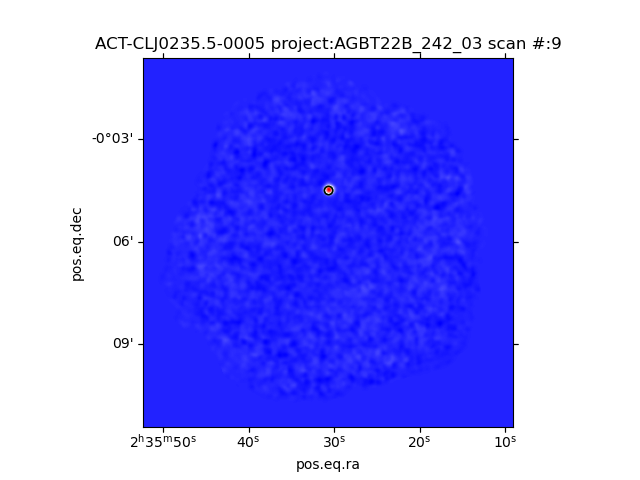 ACT-CLJ0235.5-0005 project:AGBT22B_242_03 scan #:9
pos.eq.dec
-0°03'
06'
09'
2ʰ35ᵐ50ˢ 40ˢ 30ˢ 20ˢ 10ˢ
pos.eq.ra